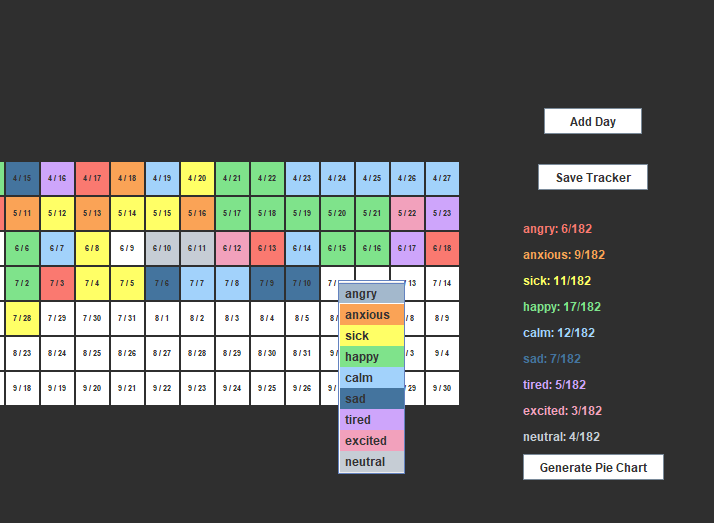 Add Day
Save Tracker
4 / 15 4 / 16 4 / 17 4 / 18 4 / 19 4 / 20 4 / 21 4 / 22 4 / 23 4 / 24 4 / 25 4 / 26 4 / 27
5 / 11 5 / 12 5 / 13 5 / 14 5 / 15 5 / 16 5 / 17 5 / 18 5 / 19 5 / 20 5 / 21 5 / 22 5 / 23
6 / 6 6 / 7 6 / 8 6 / 9 6 / 10 6 / 11 6 / 12 6 / 13 6 / 14 6 / 15 6 / 16 6 / 17 6 / 18
7 / 2 7 / 3 7 / 4 7 / 5 7 / 6 7 / 7 7 / 8 7 / 9 7 / 10 7 / 13 7 / 14
7 / 28 7 / 29 7 / 30 7 / 31 8 / 1 8 / 2 8 / 3 8 / 4 8 / 5 8 / / 8 8 / 9
8 / 23 8 / 24 8 / 25 8 / 26 8 / 27 8 / 28 8 / 29 8 / 30 8 / 31 9 / / 3 9 / 4
9 / 18 9 / 19 9 / 20 9 / 21 9 / 22 9 / 23 9 / 24 9 / 25 9 / 26 9 / 29 9 / 30
angry
anxious
sick
happy
calm
sad
tired
excited
neutral
angry: 6/182
anxious: 9/182
sick: 11/182
happy: 17/182
calm: 12/182
sad: 7/182
tired: 5/182
excited: 3/182
neutral: 4/182
Generate Pie Chart